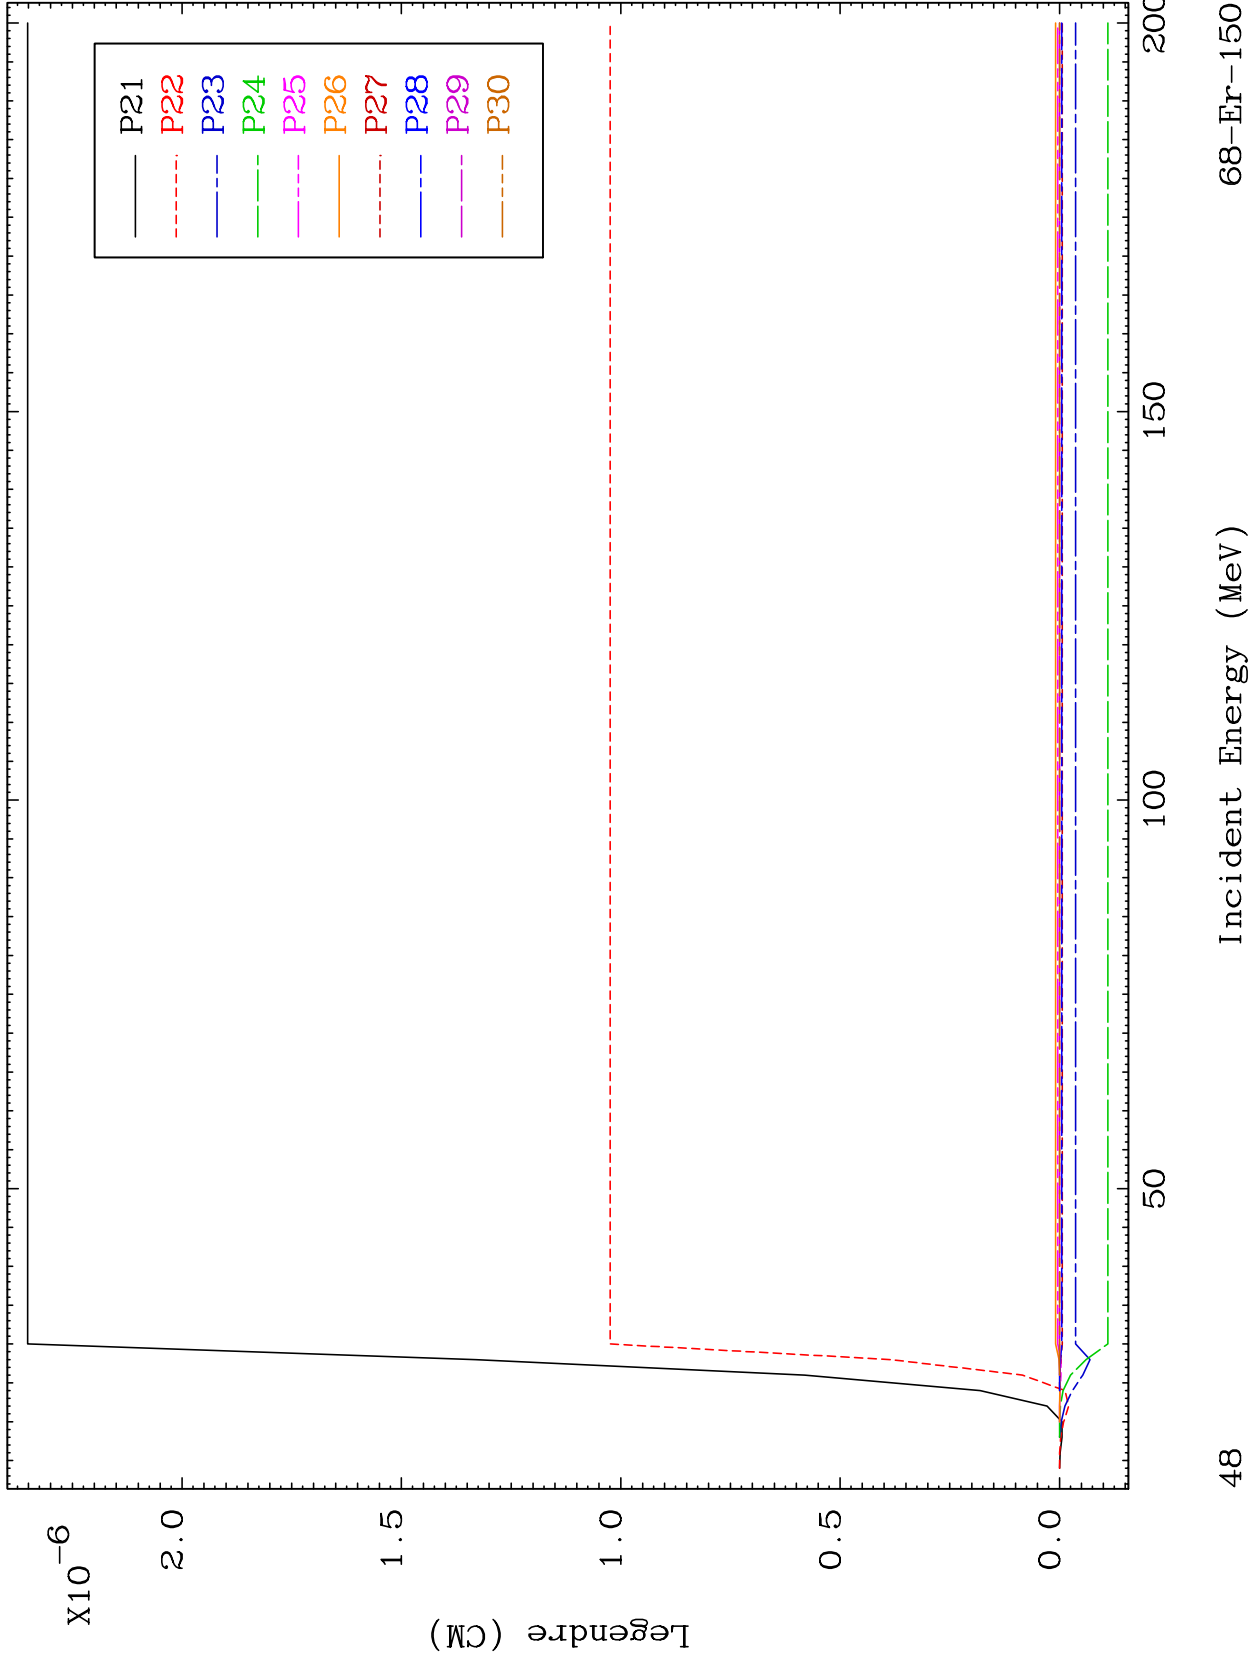 X10-6
2.0
1.5
1.0
0.5
0.0
Legendre (CM)
50
100
150
200
Incident Energy (MeV)
48
68-Er-150
P21
P22
P23
P24
P25
P26
P27
P28
P29
P30